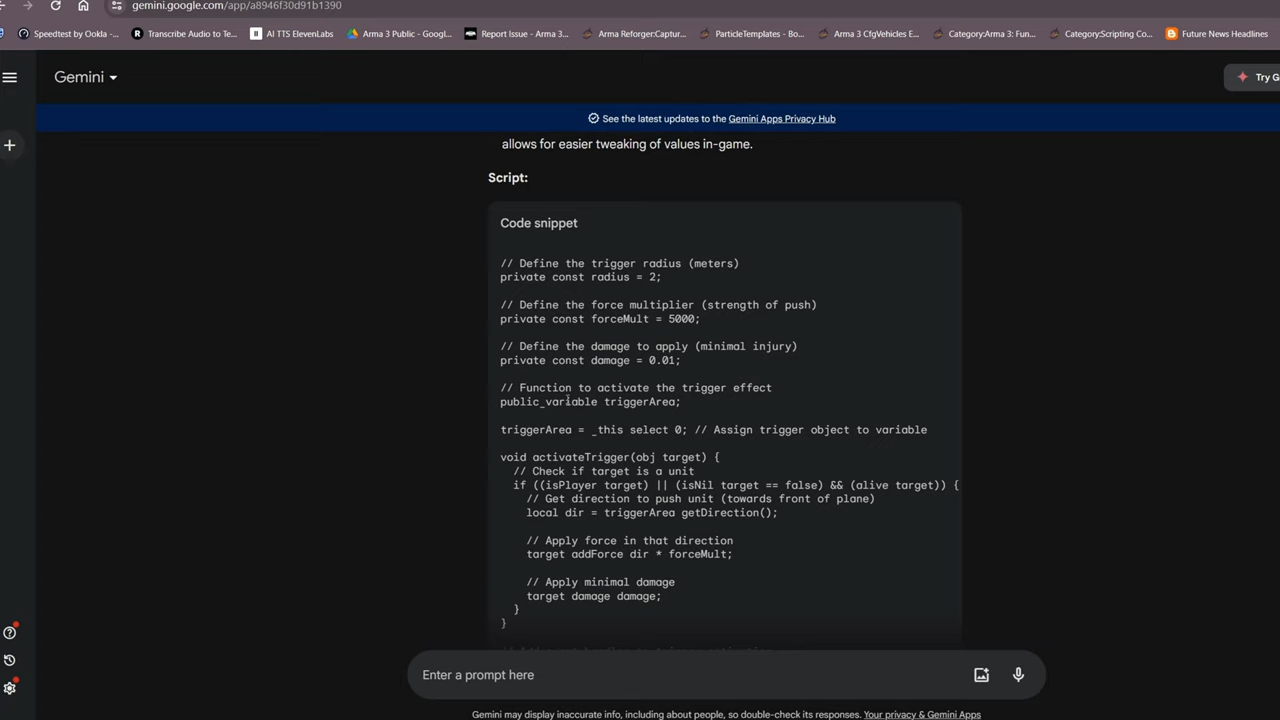 gemini.google.com/app/a8946f30d91b1390
Speedtest by Ookla -...
Transcribe Audio to Te...
AI TTS ElevenLabs
Arma 3 Public - Googl...
Report Issue - Arma 3...
Arma Reforger:Captur...
ParticleTemplates - Bo...
Arma 3 CfgVehicles E...
Category:Arma 3: Fun...
Category:Scripting Co...
Future News Headlines
Gemini
Try G
See the latest updates to the Gemini Apps Privacy Hub
allows for easier tweaking of values in-game.
Script:
Code snippet
// Define the trigger radius (meters)
private const radius = 2;
// Define the force multiplier (strength of push)
private const forceMult = 5000;
// Define the damage to apply (minimal injury)
private const damage = 0.01;
// Function to activate the trigger effect
public_variable triggerArea;
triggerArea = _this select 0; // Assign trigger object to variable
void activateTrigger(obj target) {
// Check if target is a unit
if ((isPlayer target) || (isNil target == false) && (alive target)) {
// Get direction to push unit (towards front of plane)
local dir = triggerArea getDirection();
// Apply force in that direction
target addForce dir * forceMult;
// Apply minimal damage
target damage damage;
}
}
Enter a prompt here
Gemini may display inaccurate info, including about people, so double-check its responses. Your privacy & Gemini Apps